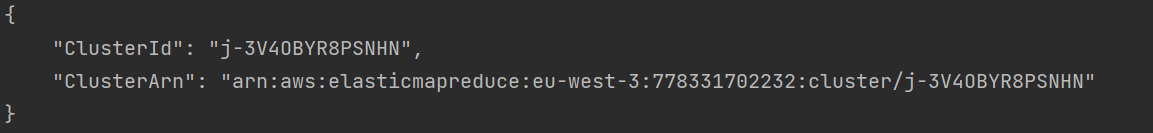 {
    "ClusterId": "j-3V4OBYR8PSNHN",
    "ClusterArn": "arn:aws:elasticmapreduce:eu-west-3:778331702232:cluster/j-3V4OBYR8PSNHN"
}